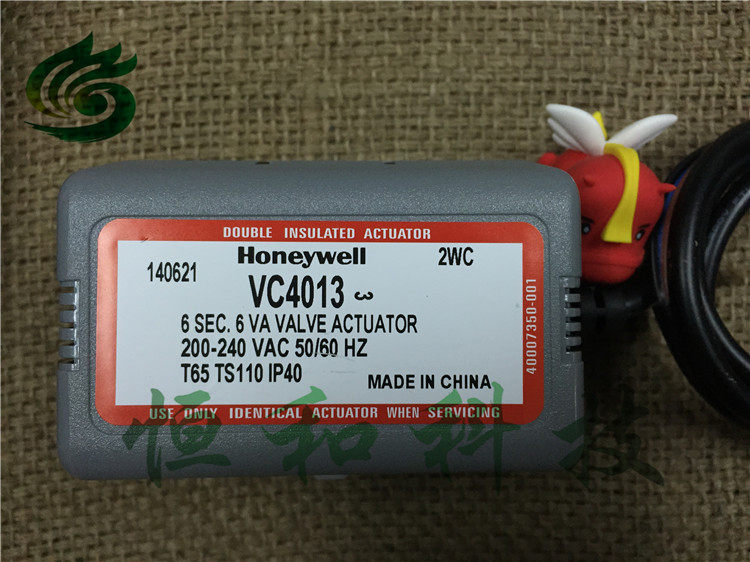 DOUBLE INSULATED ACTUATOR
Honeywell
140621
2WC
VC4013
6 SEC. 6 VA VALVE ACTUATOR
200-240 VAC 50/60 HZ
T65 TS110 IP40
MADE IN CHINA
USE ONLY IDENTICAL ACTUATOR WHEN SERVICING
40007350-001
恒和科技